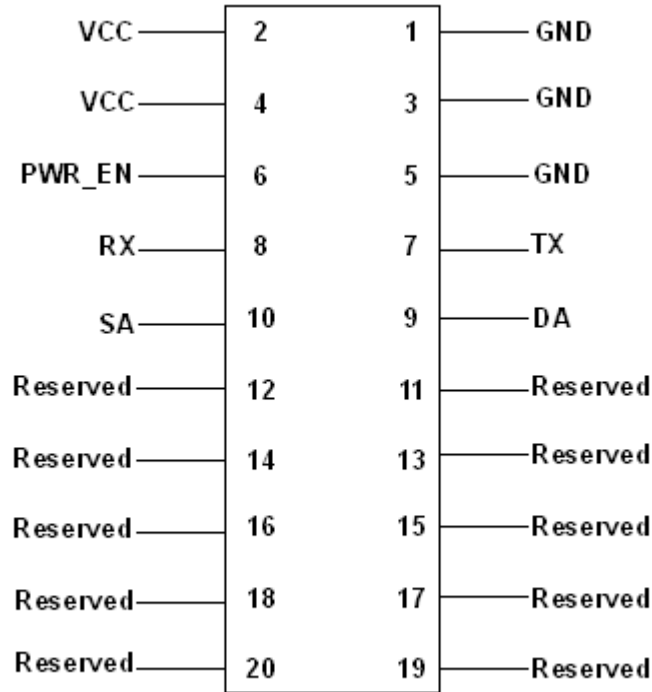 VCC 2 1 GND
VCC 4 3 GND
PWR_EN 6 5 GND
RX 8 7 TX
SA 10 9 DA
Reserved 12 11 Reserved
Reserved 14 13 Reserved
Reserved 16 15 Reserved
Reserved 18 17 Reserved
Reserved 20 19 Reserved